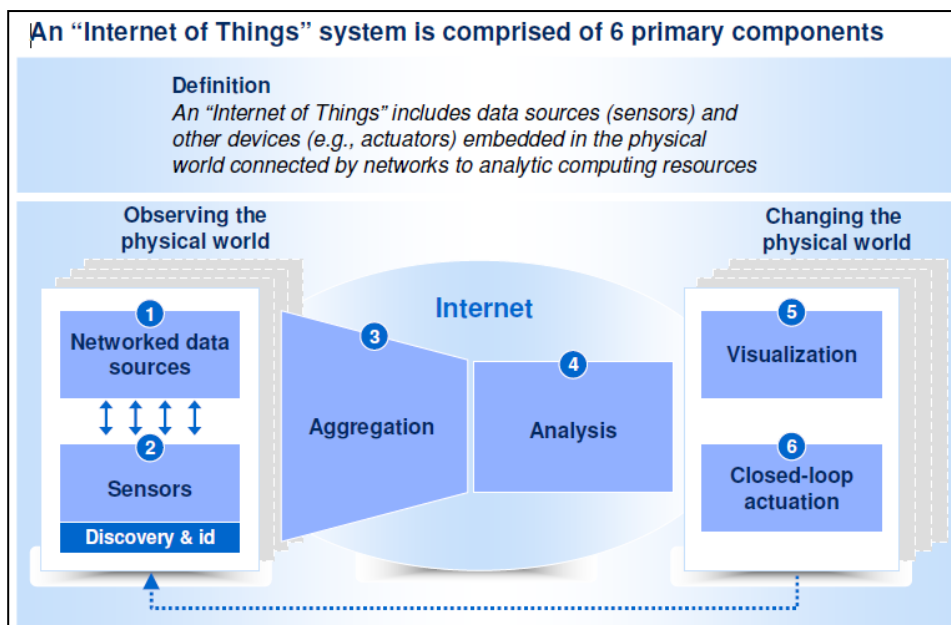 An “Internet of Things” system is comprised of 6 primary components
Definition
An “Internet of Things” includes data sources (sensors) and
other devices (e.g., actuators) embedded in the physical
world connected by networks to analytic computing resources
Observing the
physical world
1
Networked data
sources
2
Sensors
Discovery & id
Internet
3
Aggregation
4
Analysis
Changing the
physical world
5
Visualization
6
Closed-loop
actuation